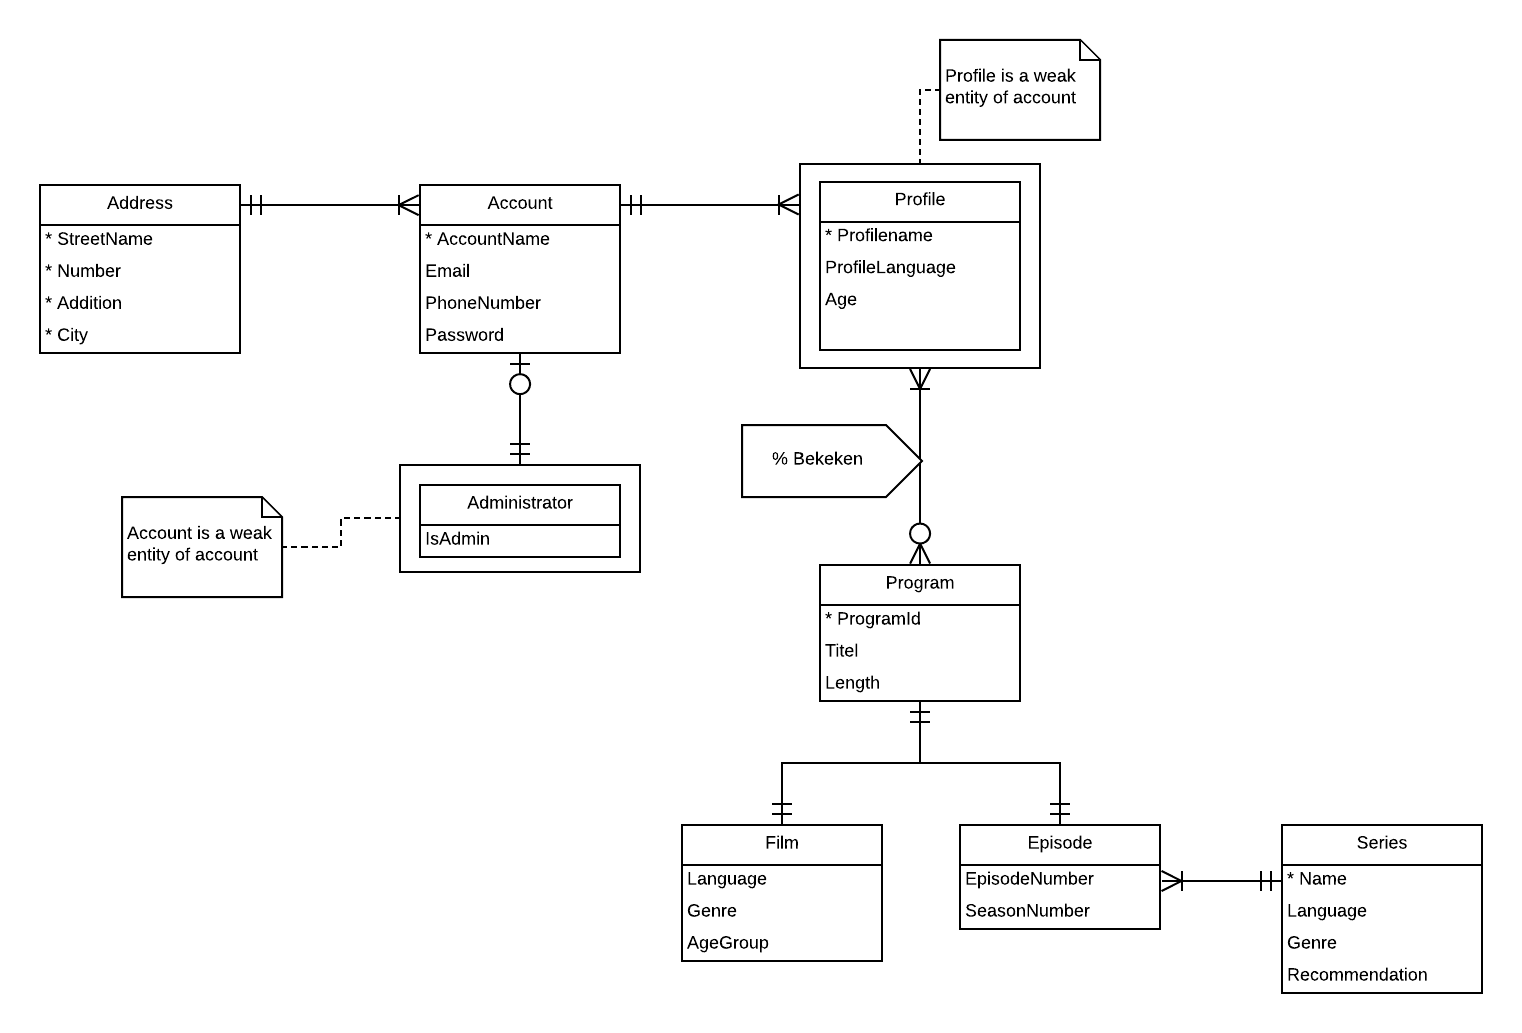 Profile is a weak
entity of account
Address
* StreetName
* Number
* Addition
* City
Account
* AccountName
Email
PhoneNumber
Password
Profile
* Profilename
ProfileLanguage
Age
% Bekeken
Account is a weak
entity of account
Administrator
IsAdmin
Program
* ProgramId
Titel
Length
Film
Language
Genre
AgeGroup
Episode
EpisodeNumber
SeasonNumber
Series
* Name
Language
Genre
Recommendation